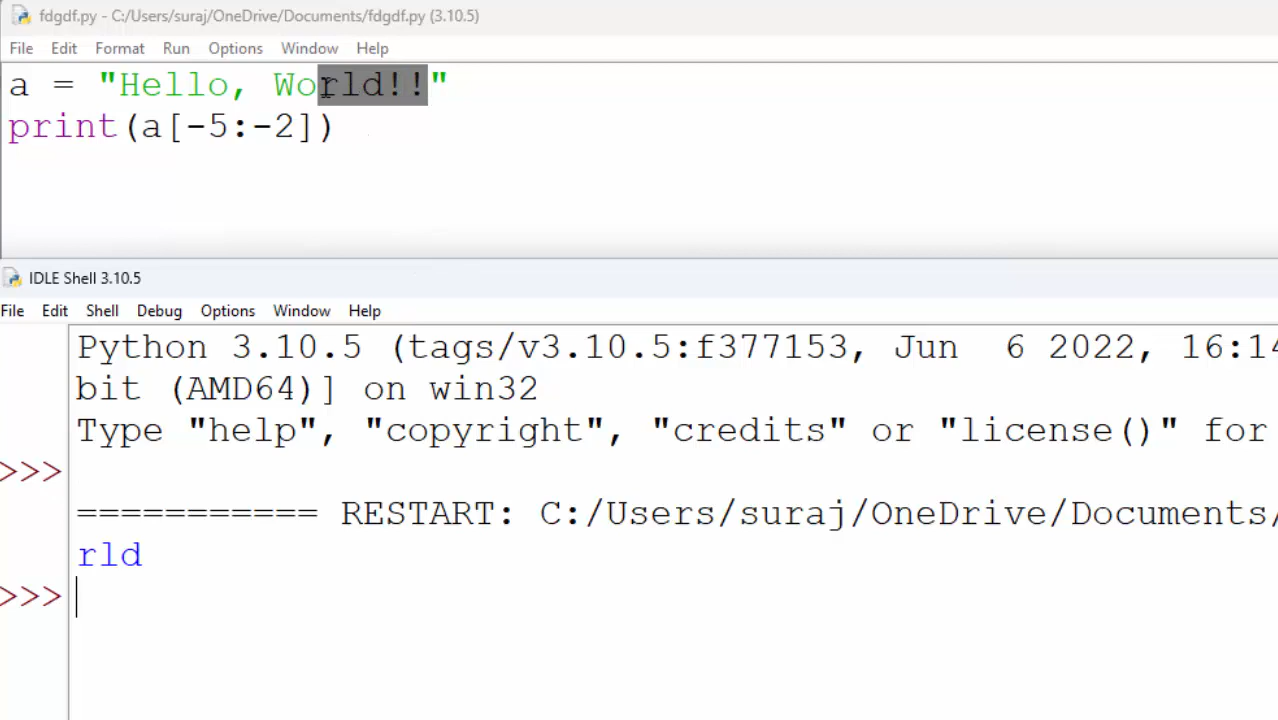 fdgdf.py - C:/Users/suraj/OneDrive/Documents/fdgdf.py (3.10.5)
File Edit Format Run Options Window Help
a = "Hello, World!!"
print(a[-5:-2])
IDLE Shell 3.10.5
File Edit Shell Debug Options Window Help
Python 3.10.5 (tags/v3.10.5:f377153, Jun  6 2022, 16:14
bit (AMD64)] on win32
Type "help", "copyright", "credits" or "license()" for
>>>
=========== RESTART: C:/Users/suraj/OneDrive/Documents/
rld
>>>